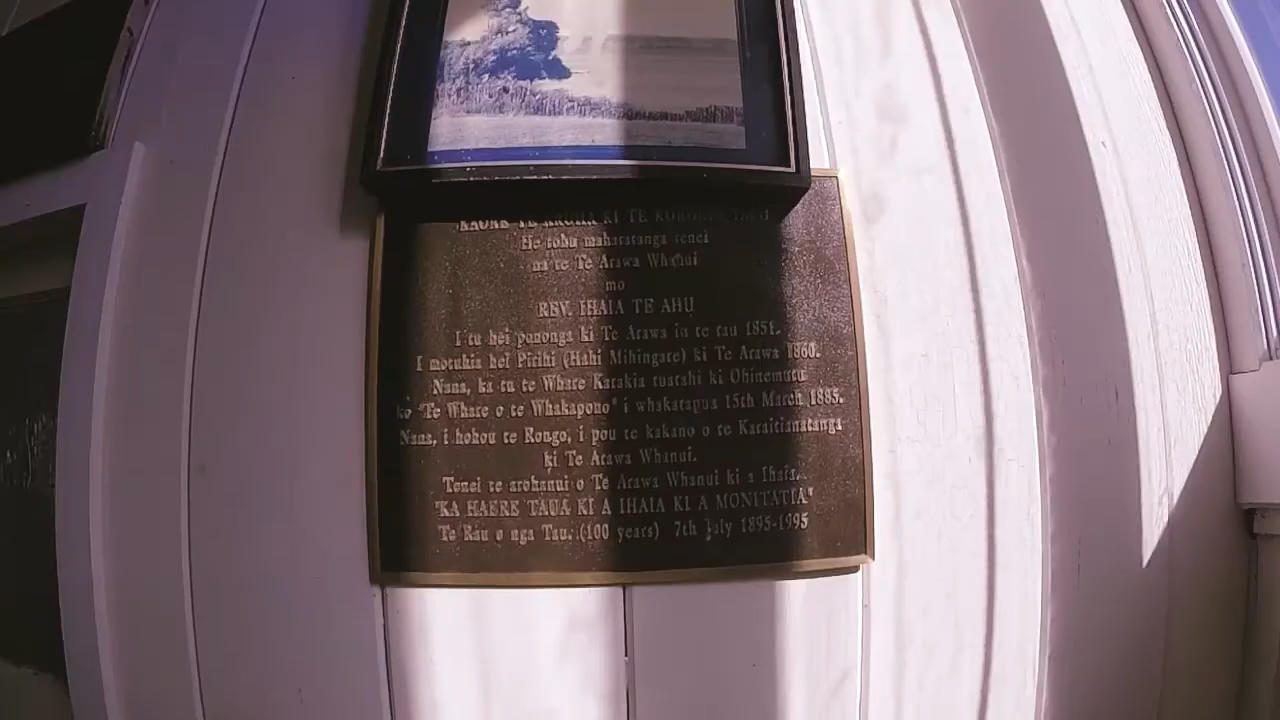 KI TE
He tohu maharatanga tenei
na te Te Arawa Whanui
mo
REV. IHAIA TE AHU
I tu hei pononga ki Te Arawa in te tau 1851.
I motuhia hei Pirihi (Hahi Mihingare) ki Te Arawa 1860.
Nana, ka tu te Whare Karakia tuatahi ki Ohinemutu
ko "Te Whare o te Whakapono" i whakatapua 15th March 1885.
Nana, i hohou te Rongo, i pou te kakano o te Karaitianatanga
ki Te Arawa Whanui.
Tenei te arohanui o Te Arawa Whanui ki a Ihaia.
"KA HAERE TAUA KI A IHAIA KI A MONITATIA"
Te Rau o nga Tau. (100 years) 7th July 1895-1995